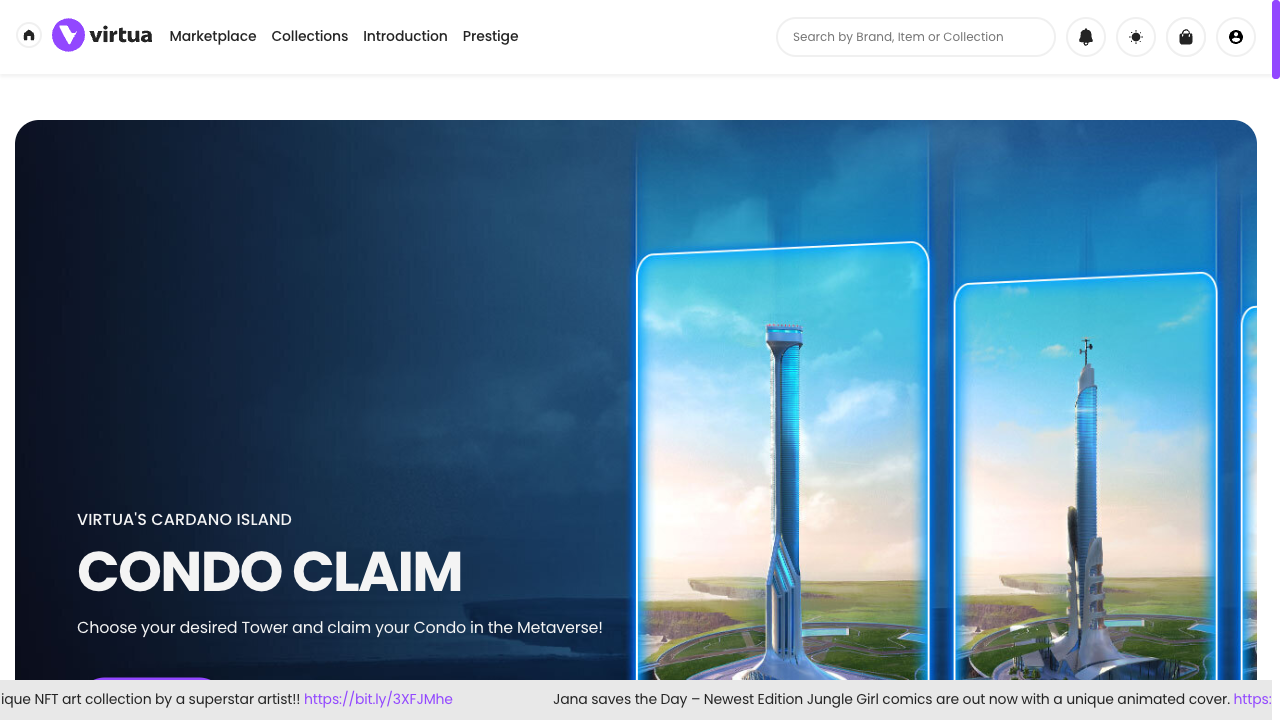 virtua
Marketplace
Collections
Introduction
Prestige
Search by Brand, Item or Collection
VIRTUA'S CARDANO ISLAND
CONDO CLAIM
Choose your desired Tower and claim your Condo in the Metaverse!
ique NFT art collection by a superstar artist!! https://bit.ly/3XFJMhe
Jana saves the Day – Newest Edition Jungle Girl comics are out now with a unique animated cover. https: